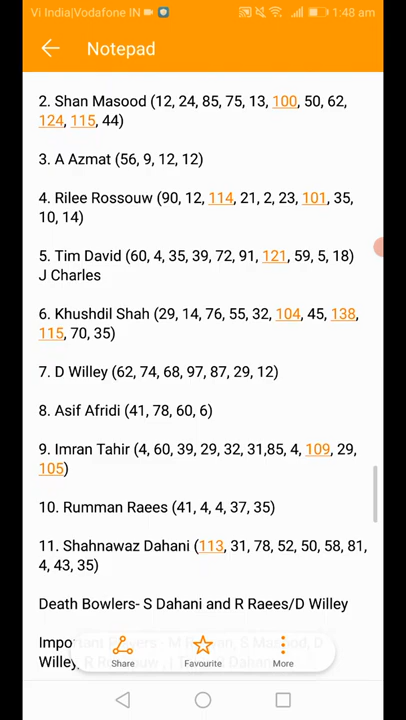 Vi India|Vodafone IN 1:48 am
Notepad
2. Shan Masood (12, 24, 85, 75, 13, 100, 50, 62,
124, 115, 44)
3. A Azmat (56, 9, 12, 12)
4. Rilee Rossouw (90, 12, 114, 21, 2, 23, 101, 35,
10, 14)
5. Tim David (60, 4, 35, 39, 72, 91, 121, 59, 5, 18)
J Charles
6. Khushdil Shah (29, 14, 76, 55, 32, 104, 45, 138,
115, 70, 35)
7. D Willey (62, 74, 68, 97, 87, 29, 12)
8. Asif Afridi (41, 78, 60, 6)
9. Imran Tahir (4, 60, 39, 29, 32, 31,85, 4, 109, 29,
105)
10. Rumman Raees (41, 4, 4, 37, 35)
11. Shahnawaz Dahani (113, 31, 78, 52, 50, 58, 81,
4, 43, 35)
Death Bowlers- S Dahani and R Raees/D Willey
Important
Willey, R Rossouw
Share Favourite More